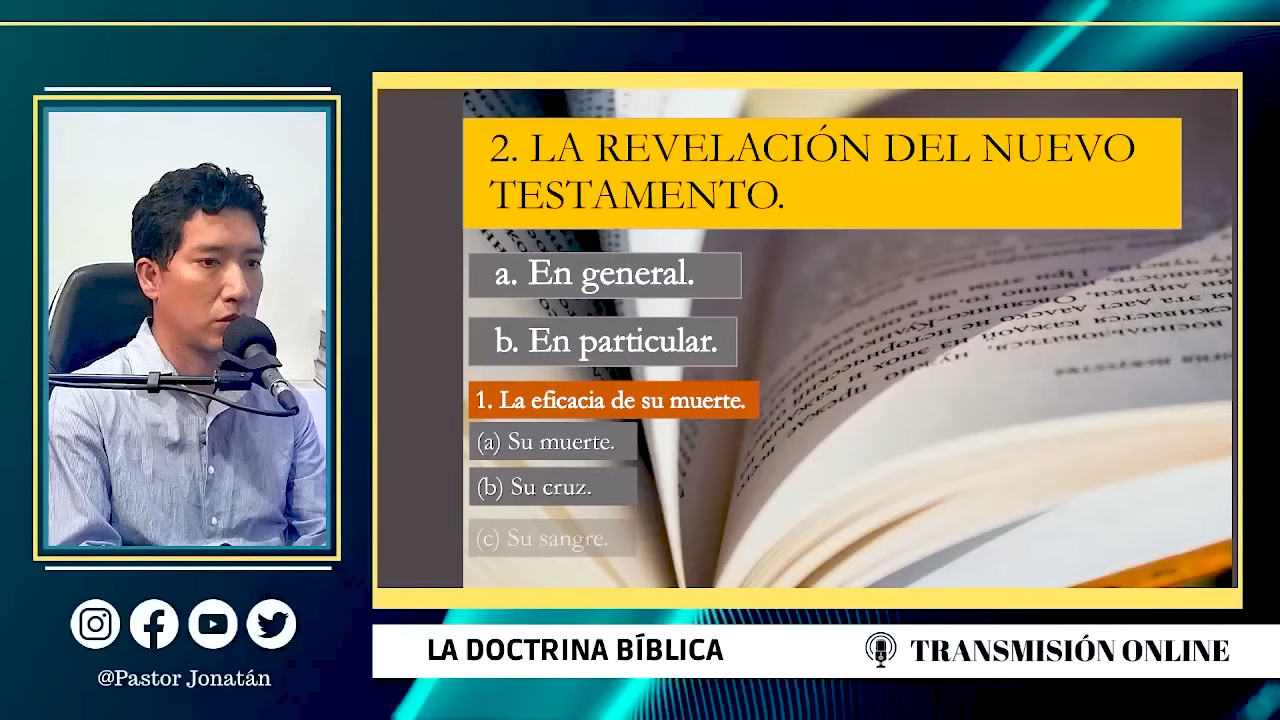 2. LA REVELACIÓN DEL NUEVO
TESTAMENTO.
a. En general.
b. En particular.
1. La eficacia de su muerte.
(a) Su muerte.
(b) Su cruz.
(c) Su sangre.
@Pastor Jonatán
LA DOCTRINA BÍBLICA
TRANSMISIÓN ONLINE